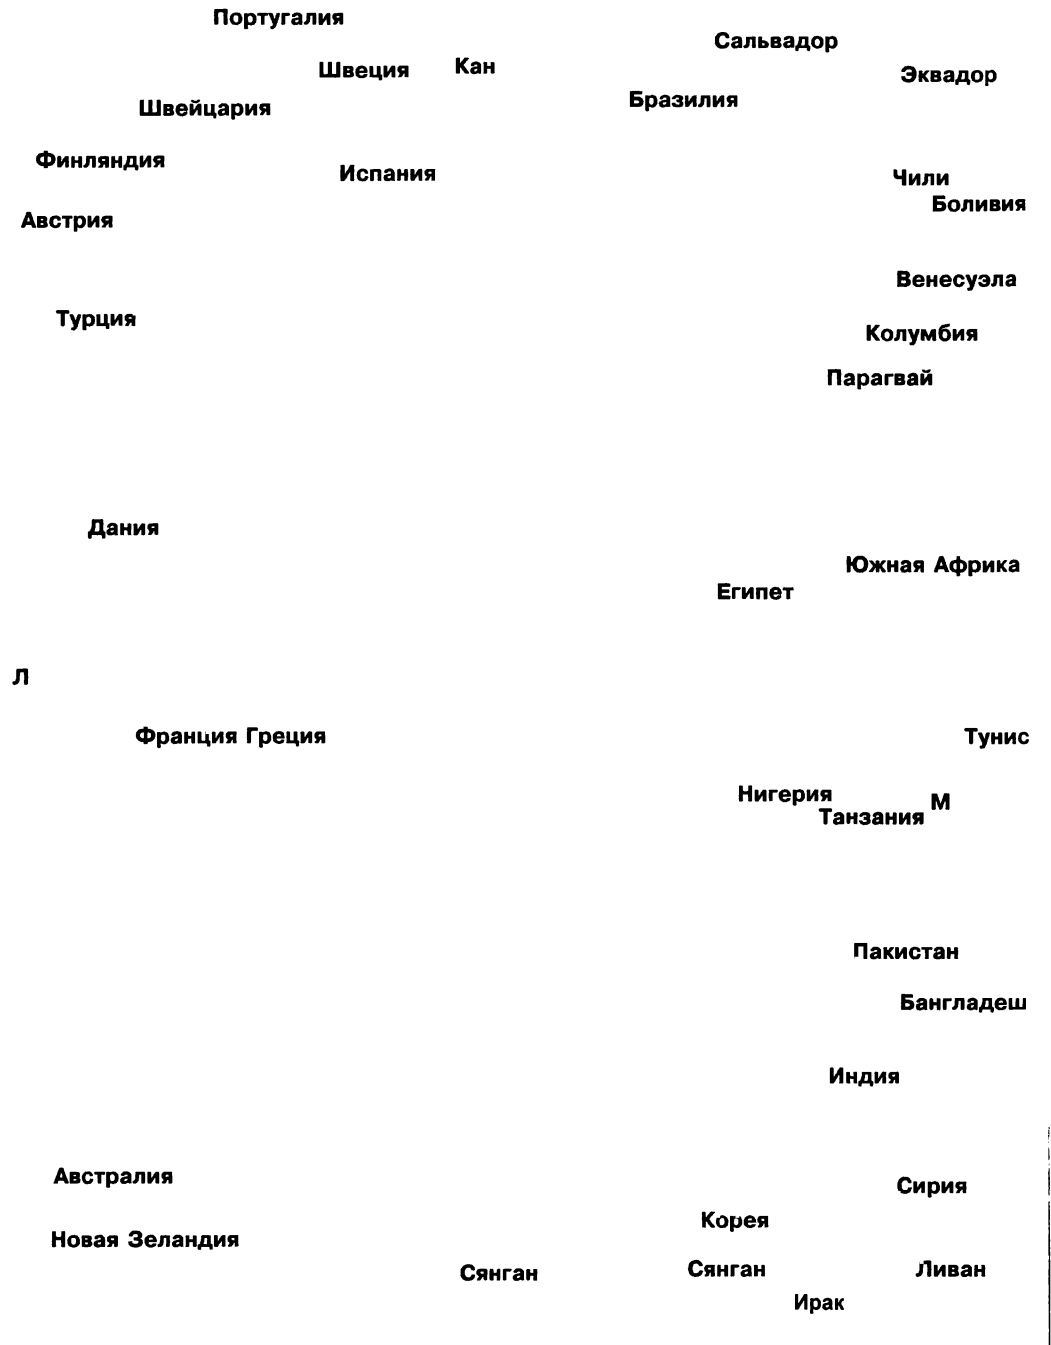 Португалия
Сальвадор
Швеция Кан
Эквадор
Бразилия
Швейцария
Финляндия
Испания
Чили
Боливия
Австрия
Венесуэла
Турция
Колумбия
Парагвай
Дания
Южная Африка
Египет
Л
Франция Греция
Тунис
Нигерия
М
Танзания
Пакистан
Бангладеш
Индия
Австралия
Сирия
Корея
Новая Зеландия
Сянган
Сянган
Ливан
Ирак